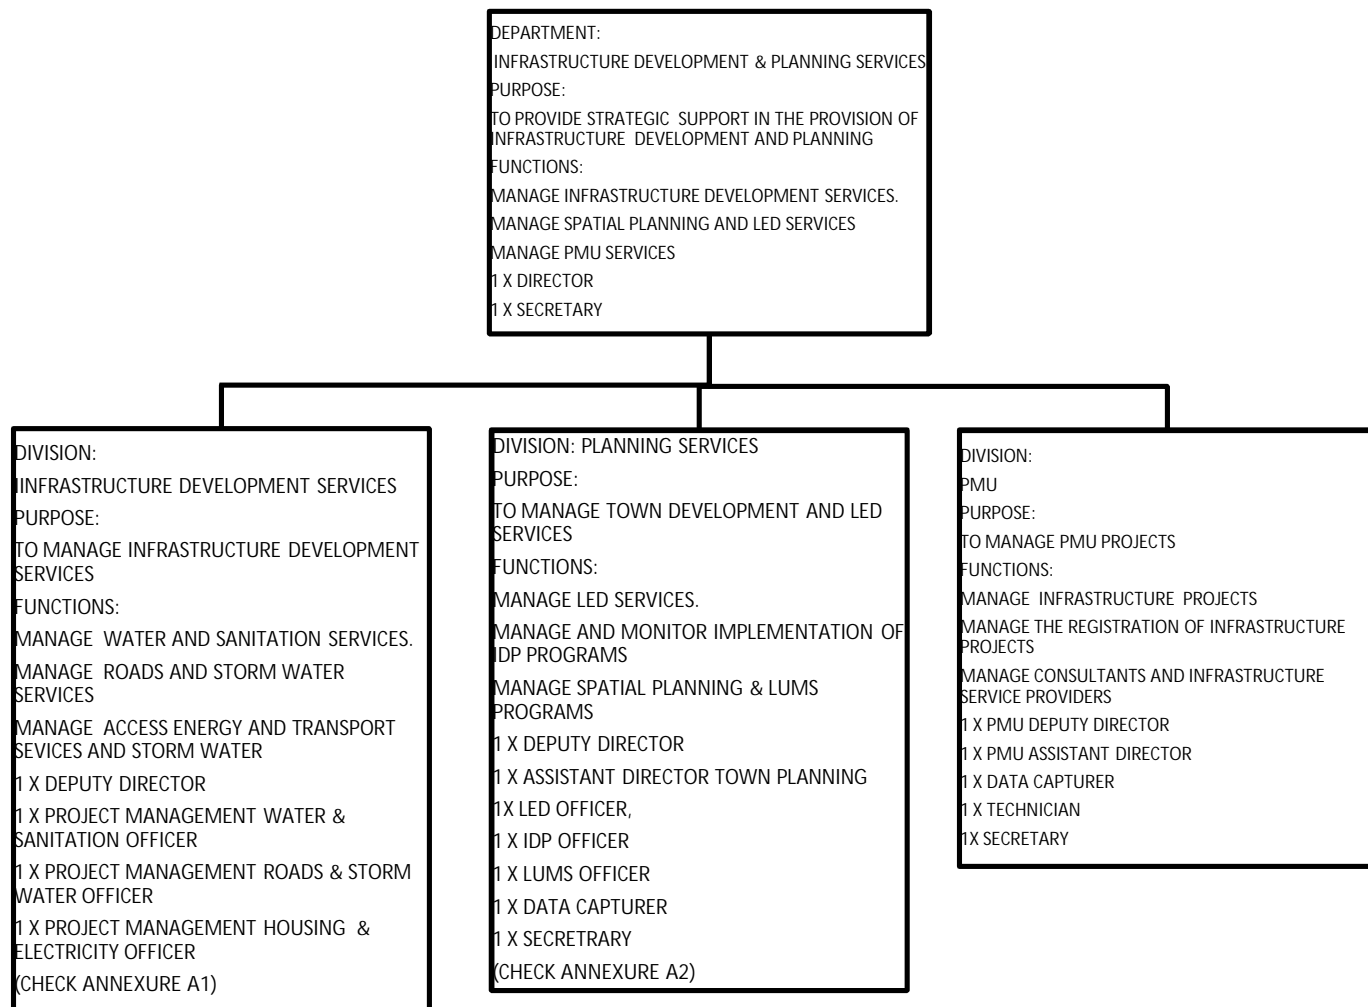 DEPARTMENT:
INFRASTRUCTURE DEVELOPMENT & PLANNING SERVICES
PURPOSE:
TO PROVIDE STRATEGIC SUPPORT IN THE PROVISION OF
INFRASTRUCTURE DEVELOPMENT AND PLANNING
FUNCTIONS:
MANAGE INFRASTRUCTURE DEVELOPMENT SERVICES.
MANAGE SPATIAL PLANNING AND LED SERVICES
MANAGE PMU SERVICES
1 X DIRECTOR
1 X SECRETARY
DIVISION:
IINFRASTRUCTURE DEVELOPMENT SERVICES
PURPOSE:
TO MANAGE INFRASTRUCTURE DEVELOPMENT
SERVICES
FUNCTIONS:
MANAGE WATER AND SANITATION SERVICES.
MANAGE ROADS AND STORM WATER
SERVICES
MANAGE ACCESS ENERGY AND TRANSPORT
SEVICES AND STORM WATER
1 X DEPUTY DIRECTOR
1 X PROJECT MANAGEMENT WATER &
SANITATION OFFICER
1 X PROJECT MANAGEMENT ROADS & STORM
WATER OFFICER
1 X PROJECT MANAGEMENT HOUSING &
ELECTRICITY OFFICER
(CHECK ANNEXURE A1)
DIVISION: PLANNING SERVICES
PURPOSE:
TO MANAGE TOWN DEVELOPMENT AND LED
SERVICES
FUNCTIONS:
MANAGE LED SERVICES.
MANAGE AND MONITOR IMPLEMENTATION OF
IDP PROGRAMS
MANAGE SPATIAL PLANNING & LUMS
PROGRAMS
1 X DEPUTY DIRECTOR
1 X ASSISTANT DIRECTOR TOWN PLANNING
1X LED OFFICER,
1 X IDP OFFICER
1 X LUMS OFFICER
1 X DATA CAPTURER
1 X SECRETRARY
(CHECK ANNEXURE A2)
DIVISION:
PMU
PURPOSE:
TO MANAGE PMU PROJECTS
FUNCTIONS:
MANAGE INFRASTRUCTURE PROJECTS
MANAGE THE REGISTRATION OF INFRASTRUCTURE
PROJECTS
MANAGE CONSULTANTS AND INFRASTRUCTURE
SERVICE PROVIDERS
1 X PMU DEPUTY DIRECTOR
1 X PMU ASSISTANT DIRECTOR
1 X DATA CAPTURER
1 X TECHNICIAN
1X SECRETARY